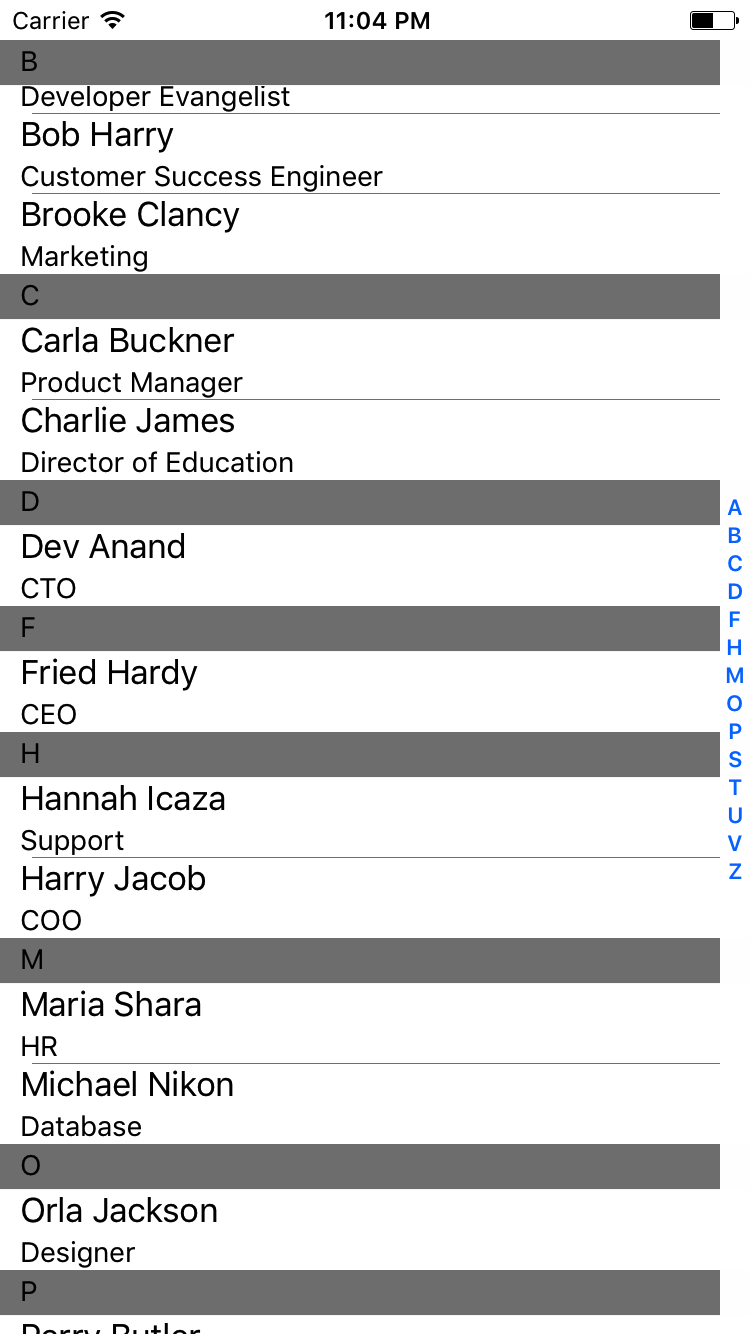 Carrier 11:04 PM
B
Developer Evangelist
Bob Harry
Customer Success Engineer
Brooke Clancy
Marketing
C
Carla Buckner
Product Manager
Charlie James
Director of Education
D
Dev Anand
CTO
F
Fried Hardy
CEO
H
Hannah Icaza
Support
Harry Jacob
COO
M
Maria Shara
HR
Michael Nikon
Database
O
Orla Jackson
Designer
P
Perry Butler
A
B
C
D
F
H
M
O
P
S
T
U
V
Z